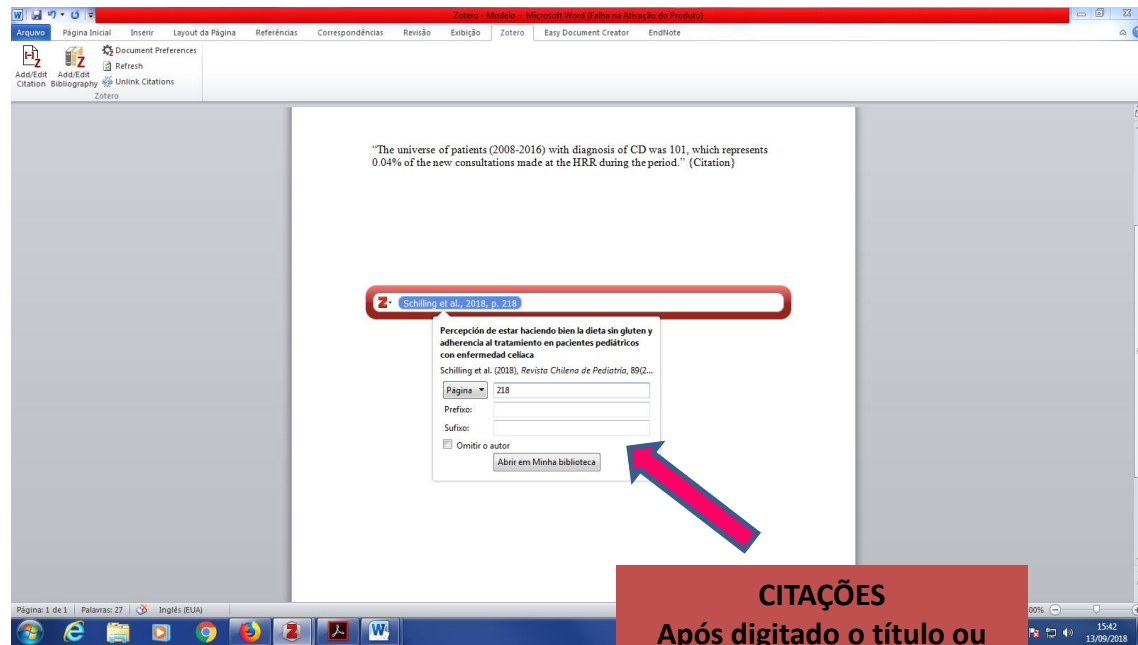 Zotero - Modelo - Microsoft Word (Falha na Ativação do Produto)
Arquivo Página Inicial Inserir Layout da Página Referências Correspondências Revisão Exibição Zotero Easy Document Creator EndNote
Add/Edit Citation
Add/Edit Bibliography
Document Preferences
Refresh
Unlink Citations
Zotero
“The universe of patients (2008-2016) with diagnosis of CD was 101, which represents
0.04% of the new consultations made at the HRR during the period.” {Citation}
Z Schilling et al., 2018, p. 218
Percepción de estar haciendo bien la dieta sin gluten y
adherencia al tratamiento en pacientes pediátricos
con enfermedad celíaca
Schilling et al. (2018), Revista Chilena de Pediatría, 89(2...
Página 218
Prefixo:
Sufixo:
Omitir o autor
Abrir em Minha biblioteca
CITAÇÕES
Após digitado o título ou
Página: 1 de 1 Palavras: 27 Inglês (EUA)
15:42
13/09/2018